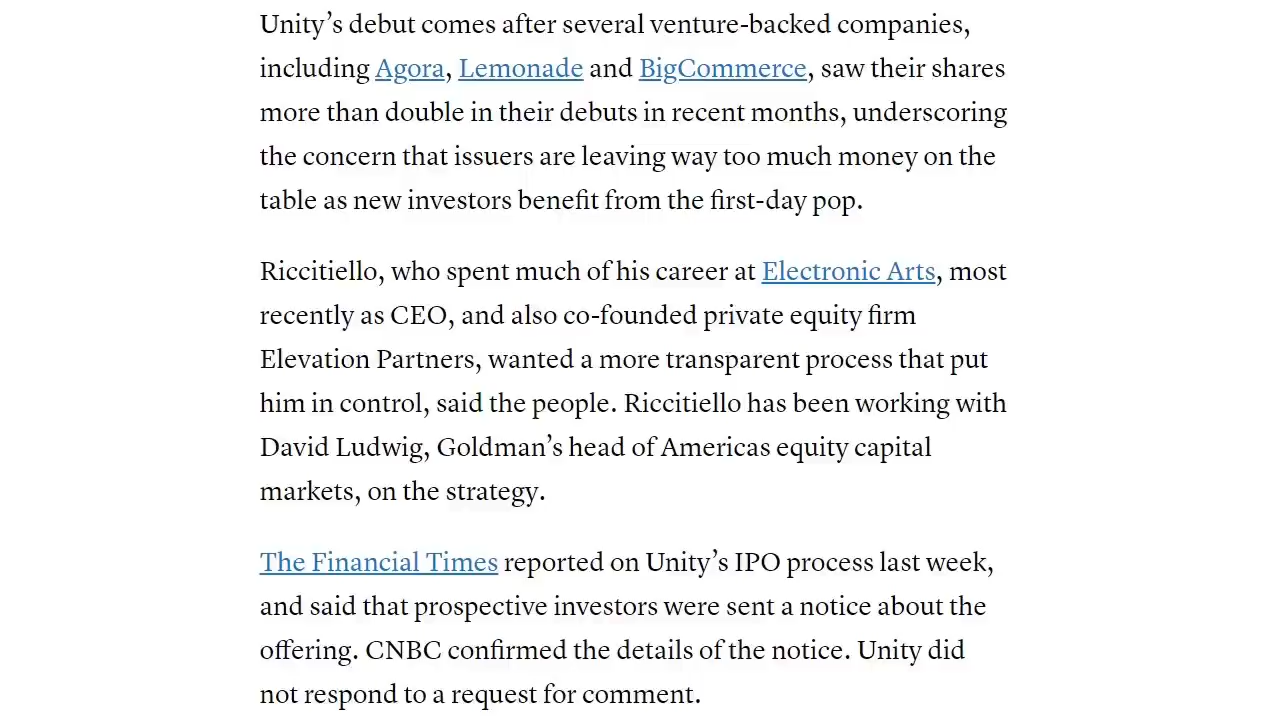 Unity’s debut comes after several venture-backed companies,
including Agora, Lemonade and BigCommerce, saw their shares
more than double in their debuts in recent months, underscoring
the concern that issuers are leaving way too much money on the
table as new investors benefit from the first-day pop.
Riccitiello, who spent much of his career at Electronic Arts, most
recently as CEO, and also co-founded private equity firm
Elevation Partners, wanted a more transparent process that put
him in control, said the people. Riccitiello has been working with
David Ludwig, Goldman’s head of Americas equity capital
markets, on the strategy.
The Financial Times reported on Unity’s IPO process last week,
and said that prospective investors were sent a notice about the
offering. CNBC confirmed the details of the notice. Unity did
not respond to a request for comment.